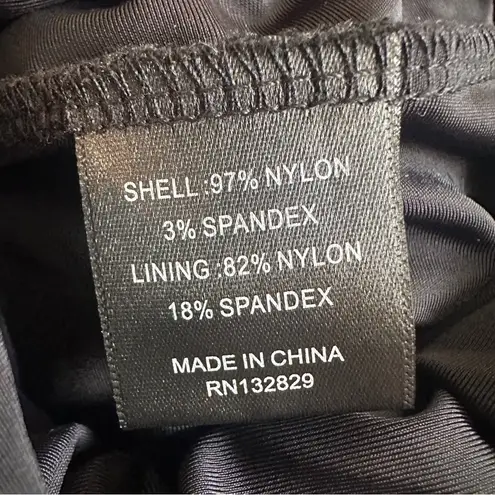 SHELL :97% NYLON
3% SPANDEX
LINING :82% NYLON
18% SPANDEX
MADE IN CHINA
RN132829